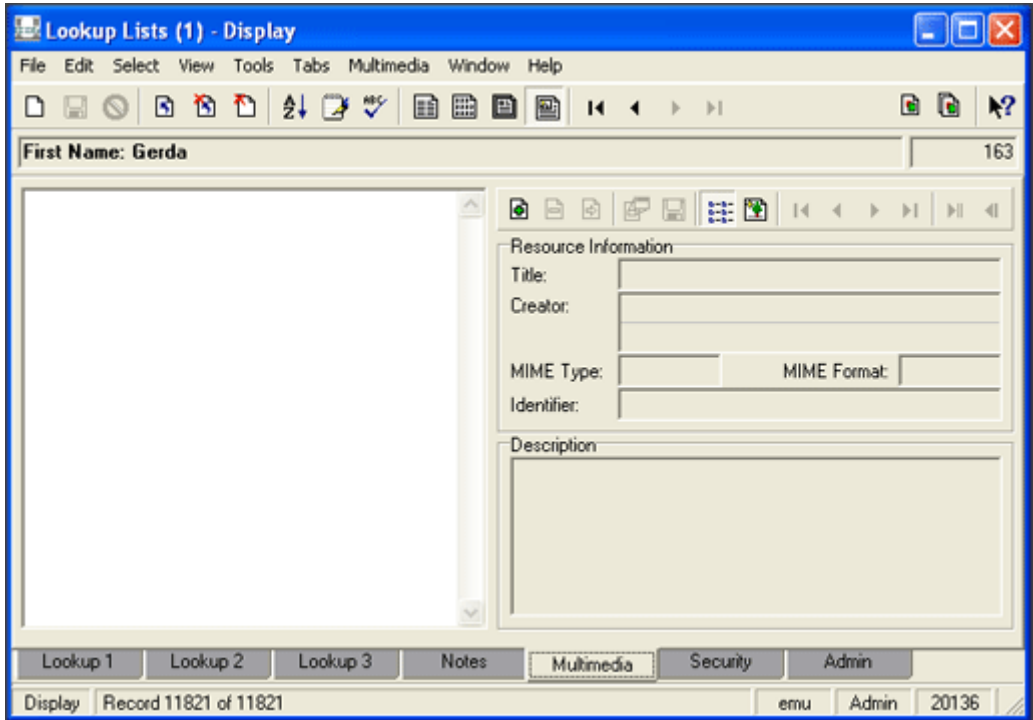 Lookup Lists (1) - Display
File Edit Select View Tools Tabs Multimedia Window Help
First Name: Gerda 163
Resource Information
Title:
Creator:
MIME Type: MIME Format:
Identifier:
Description
Lookup 1 Lookup 2 Lookup 3 Notes Multimedia Security Admin
Display Record 11821 of 11821 emu Admin 20136